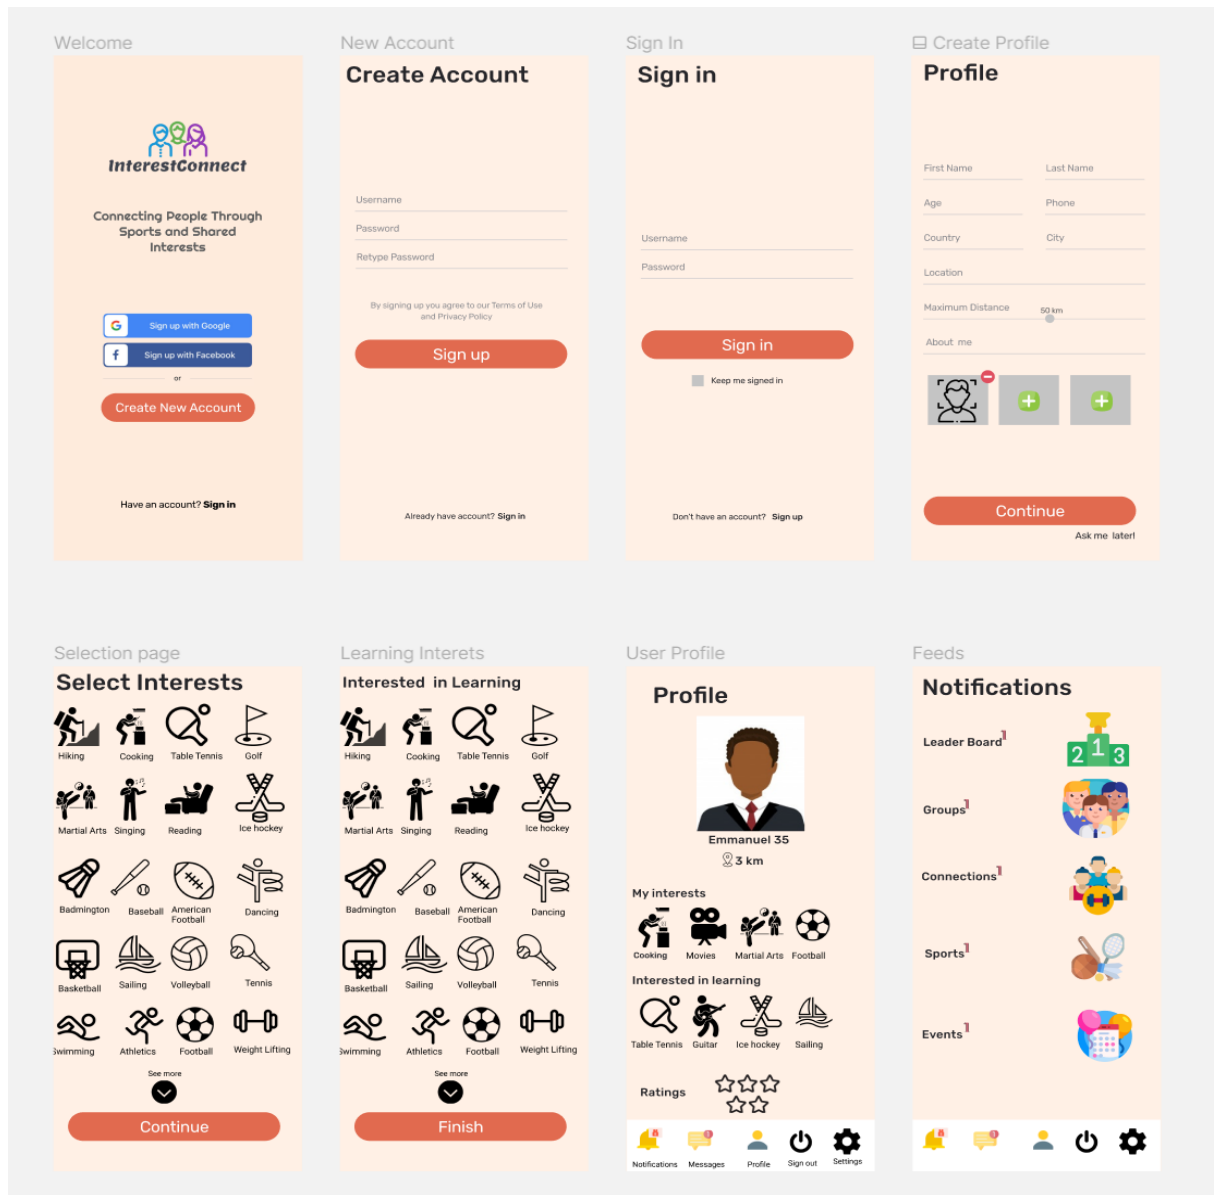 Welcome
InterestConnect
Connecting People Through
Sports and Shared
Interests
G Sign up with Google
f Sign up with Facebook
or
Create New Account
Have an account? Sign in
New Account
Create Account
Username
Password
Retype Password
By signing up you agree to our Terms of Use
and Privacy Policy
Sign up
Already have account? Sign in
Sign In
Sign in
Username
Password
Sign in
Keep me signed in
Don't have an account? Sign up
Create Profile
Profile
First Name Last Name
Age Phone
Country City
Location
Maximum Distance 50 km
About me
Continue
Ask me later!
Selection page
Select Interests
Hiking Cooking Table Tennis Golf
Martial Arts Singing Reading Ice hockey
Badmington Baseball American
Football Dancing
Basketball Sailing Volleyball Tennis
Swimming Athletics Football Weight Lifting
See more
Continue
Learning Interets
Interested in Learning
Hiking Cooking Table Tennis Golf
Martial Arts Singing Reading Ice hockey
Badmington Baseball American
Football Dancing
Basketball Sailing Volleyball Tennis
Swimming Athletics Football Weight Lifting
See more
Finish
User Profile
Profile
Emmanuel 35
3 km
My interests
Cooking Movies Martial Arts Football
Interested in learning
Table Tennis Guitar Ice hockey Sailing
Ratings
Notifications Messages Profile Sign out Settings
Feeds
Notifications
Leader Board 1
2 1 3
Groups 1
Connections 1
Sports 1
Events 1